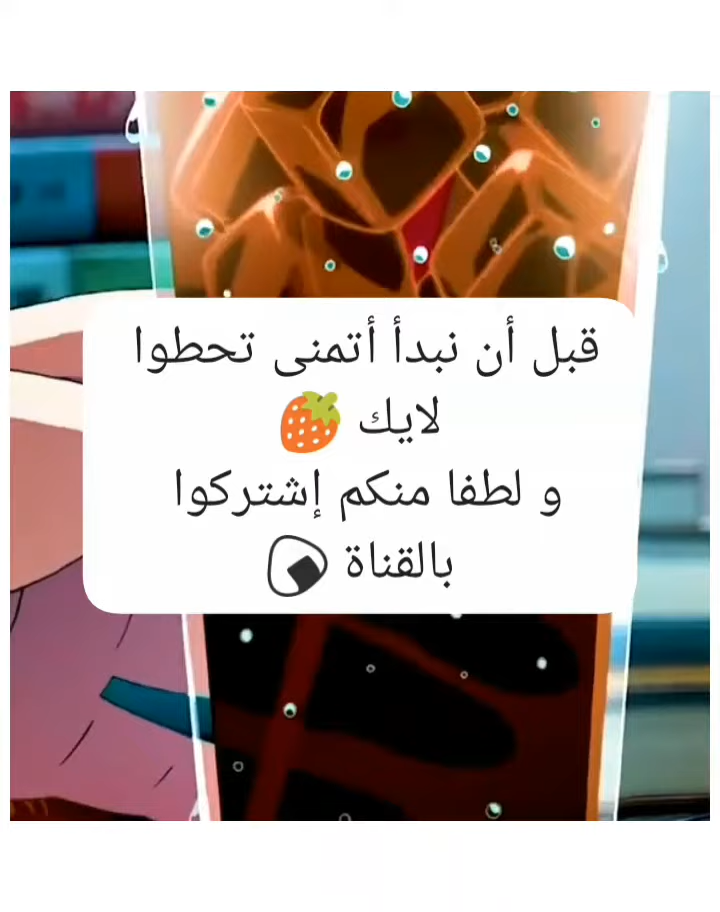 قبل أن نبدأ أتمنى تحطوا
لايك 🍓
و لطفا منكم إشتركوا
بالقناة 🍙